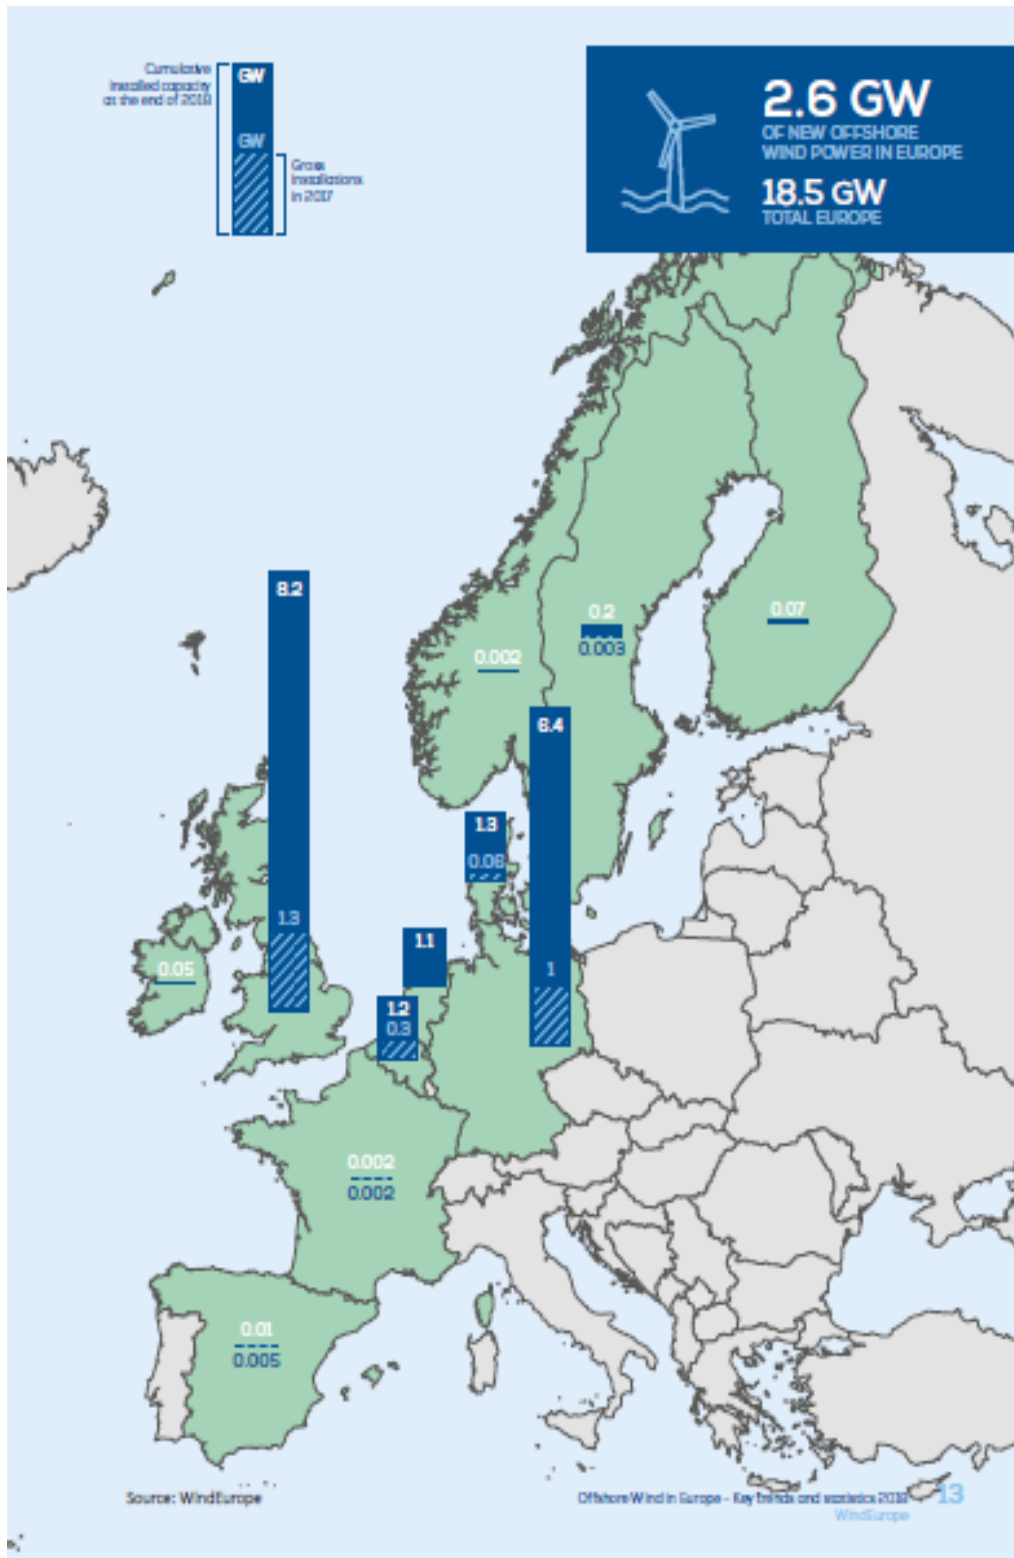 Cumulative
installed capacity
at the end of 2018
GW
GW
Gross
installations
in 2017
2.6 GW
OF NEW OFFSHORE
WIND POWER IN EUROPE
18.5 GW
TOTAL EUROPE
8.2
1.3
0.002
0.2
0.003
0.07
6.4
1
1.3
0.06
1.1
1.2
0.3
0.05
0.002
0.002
0.01
0.005
Source: WindEurope
Offshore Wind in Europe – Key trends and statistics 2018
WindEurope
13